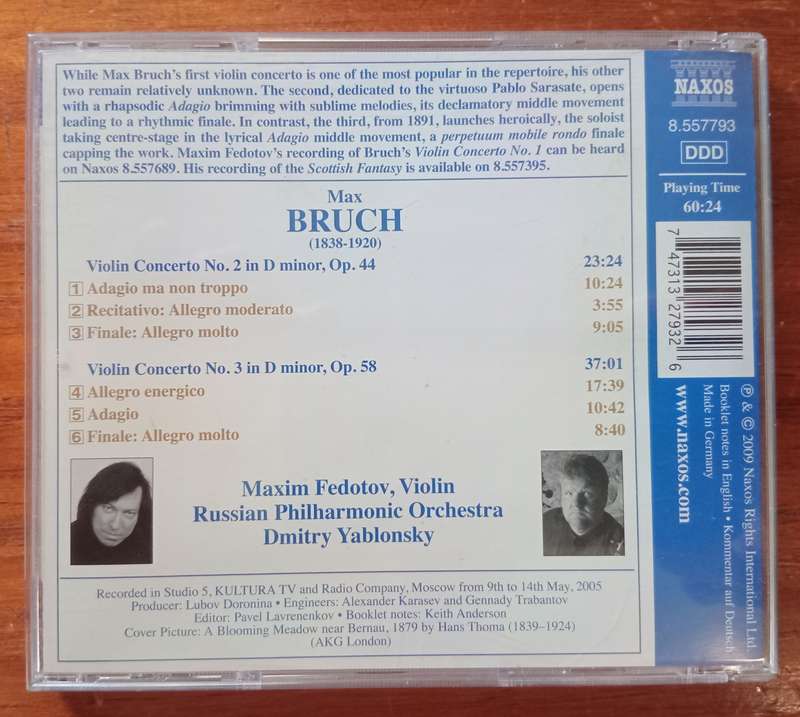 While Max Bruch's first violin concerto is one of the most popular in the repertoire, his other
two remain relatively unknown. The second, dedicated to the virtuoso Pablo Sarasate, opens
with a rhapsodic Adagio brimming with sublime melodies, its declamatory middle movement
leading to a rhythmic finale. In contrast, the third, from 1891, launches heroically, the soloist
taking centre-stage in the lyrical Adagio middle movement, a perpetuum mobile rondo finale
capping the work. Maxim Fedotov's recording of Bruch's Violin Concerto No. 1 can be heard
on Naxos 8.557689. His recording of the Scottish Fantasy is available on 8.557395.
Max
BRUCH
(1838-1920)
Violin Concerto No. 2 in D minor, Op. 44 23:24
1 Adagio ma non troppo 10:24
2 Recitativo: Allegro moderato 3:55
3 Finale: Allegro molto 9:05
Violin Concerto No. 3 in D minor, Op. 58 37:01
4 Allegro energico 17:39
5 Adagio 10:42
6 Finale: Allegro molto 8:40
Maxim Fedotov, Violin
Russian Philharmonic Orchestra
Dmitry Yablonsky
Recorded in Studio 5, KULTURA TV and Radio Company, Moscow from 9th to 14th May, 2005
Producer: Lubov Doronina • Engineers: Alexander Karasev and Gennady Trabantov
Editor: Pavel Lavrenenkov • Booklet notes: Keith Anderson
Cover Picture: A Blooming Meadow near Bernau, 1879 by Hans Thoma (1839–1924)
(AKG London)
NAXOS
8.557793
DDD
Playing Time
60:24
7 47313 27932 6
www.naxos.com
℗ & © 2009 Naxos Rights International Ltd.
Booklet notes in English • Kommentar auf Deutsch
Made in Germany